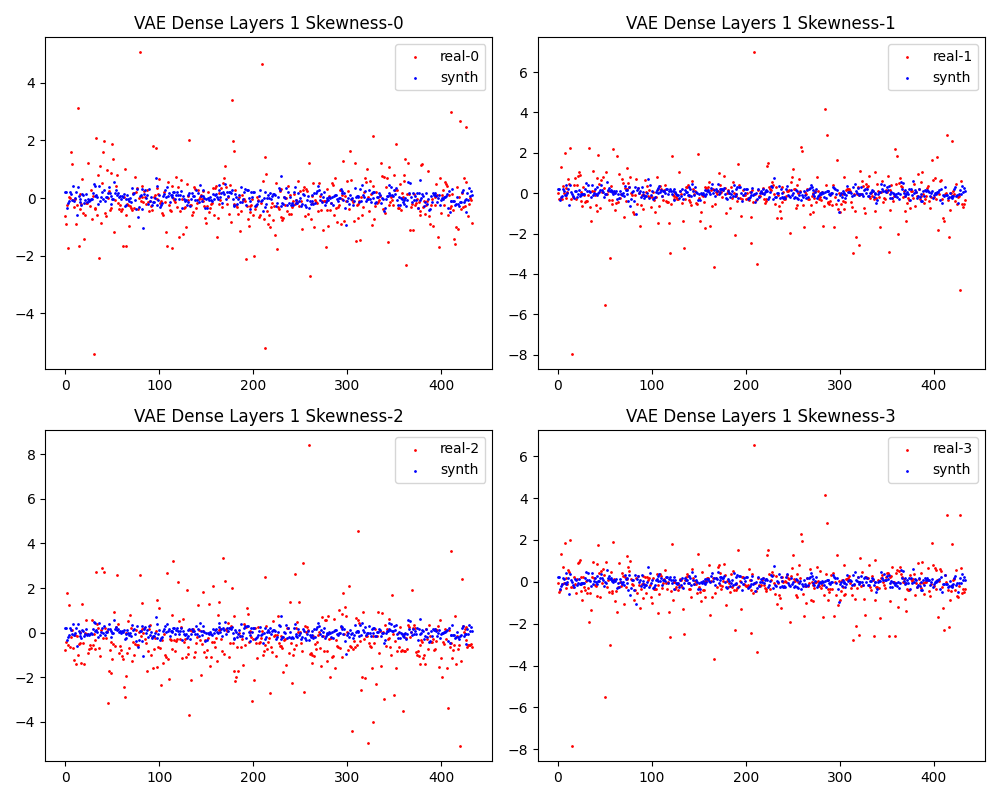 VAE Dense Layers 1 Skewness-0
real-0
synth
4
2
0
−2
−4
0 100 200 300 400
VAE Dense Layers 1 Skewness-1
real-1
synth
6
4
2
0
−2
−4
−6
−8
0 100 200 300 400
VAE Dense Layers 1 Skewness-2
real-2
synth
8
6
4
2
0
−2
−4
0 100 200 300 400
VAE Dense Layers 1 Skewness-3
real-3
synth
6
4
2
0
−2
−4
−6
−8
0 100 200 300 400